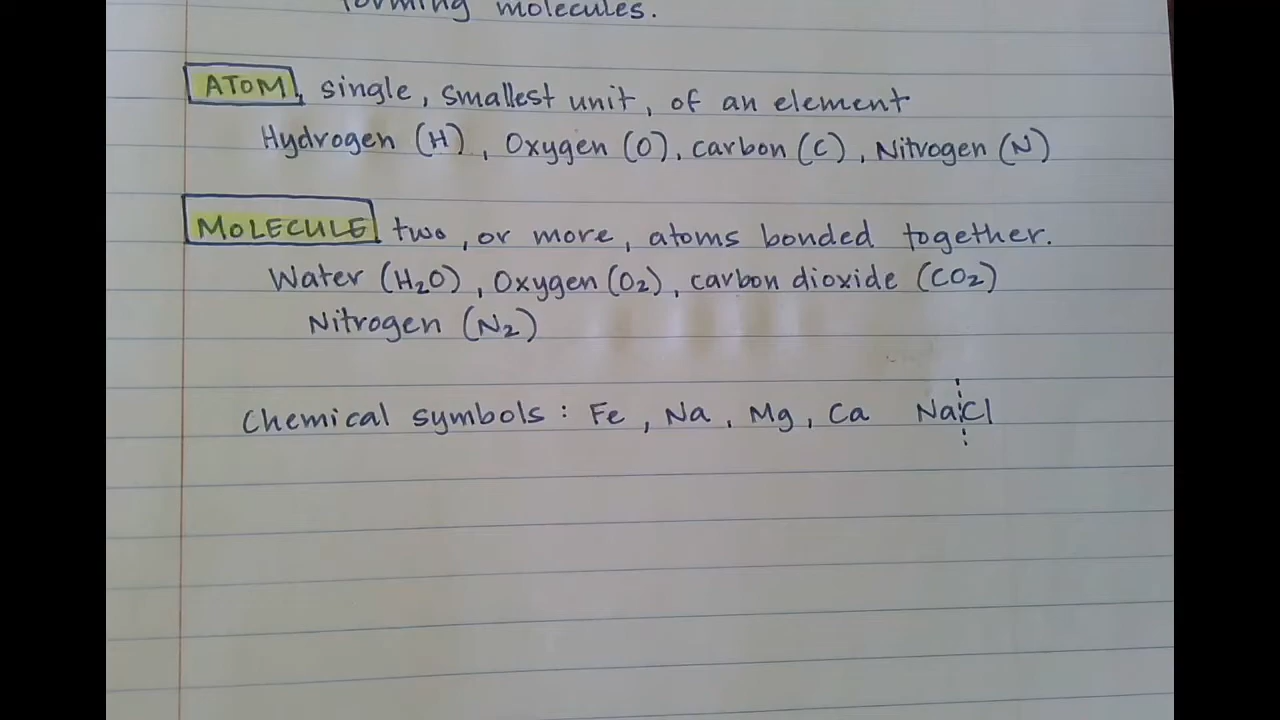 forming molecules.
ATOM, single, smallest unit, of an element
Hydrogen (H), Oxygen (O), carbon (C), Nitrogen (N)
MOLECULE two, or more, atoms bonded together.
Water (H₂O), Oxygen (O₂), carbon dioxide (CO₂)
Nitrogen (N₂)
Chemical symbols: Fe, Na, Mg, Ca NaCl